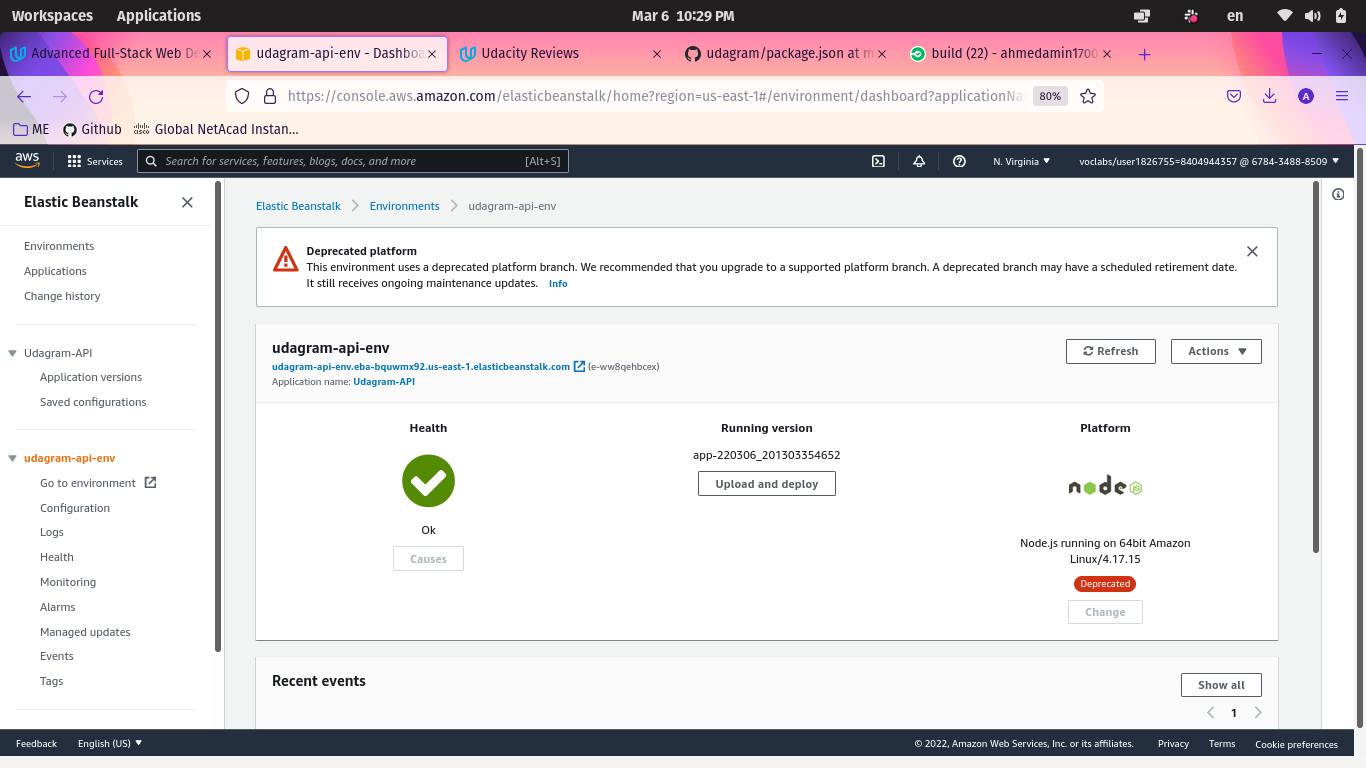 Workspaces Applications Mar 6 10:29 PM en
Advanced Full-Stack Web De udagram-api-env - Dashboa Udacity Reviews udagram/package.json at m build (22) - ahmedamin1700
https://console.aws.amazon.com/elasticbeanstalk/home?region=us-east-1#/environment/dashboard?applicationNa 80% A
ME Github Global NetAcad Instan...
aws Services Search for services, features, blogs, docs, and more [Alt+S] N. Virginia voclabs/user1826755=8404944357 @ 6784-3488-8509
Elastic Beanstalk
Environments
Applications
Change history
Udagram-API
Application versions
Saved configurations
udagram-api-env
Go to environment
Configuration
Logs
Health
Monitoring
Alarms
Managed updates
Events
Tags
Elastic Beanstalk Environments udagram-api-env
Deprecated platform
This environment uses a deprecated platform branch. We recommended that you upgrade to a supported platform branch. A deprecated branch may have a scheduled retirement date.
It still receives ongoing maintenance updates. Info
udagram-api-env
udagram-api-env.eba-bquwmx92.us-east-1.elasticbeanstalk.com (e-ww8qehbcex)
Application name: Udagram-API
Refresh Actions
Health
Ok
Causes
Running version
app-220306_201303354652
Upload and deploy
Platform
node JS
Node.js running on 64bit Amazon
Linux/4.17.15
Deprecated
Change
Recent events
Show all
1
Feedback English (US) © 2022, Amazon Web Services, Inc. or its affiliates. Privacy Terms Cookie preferences